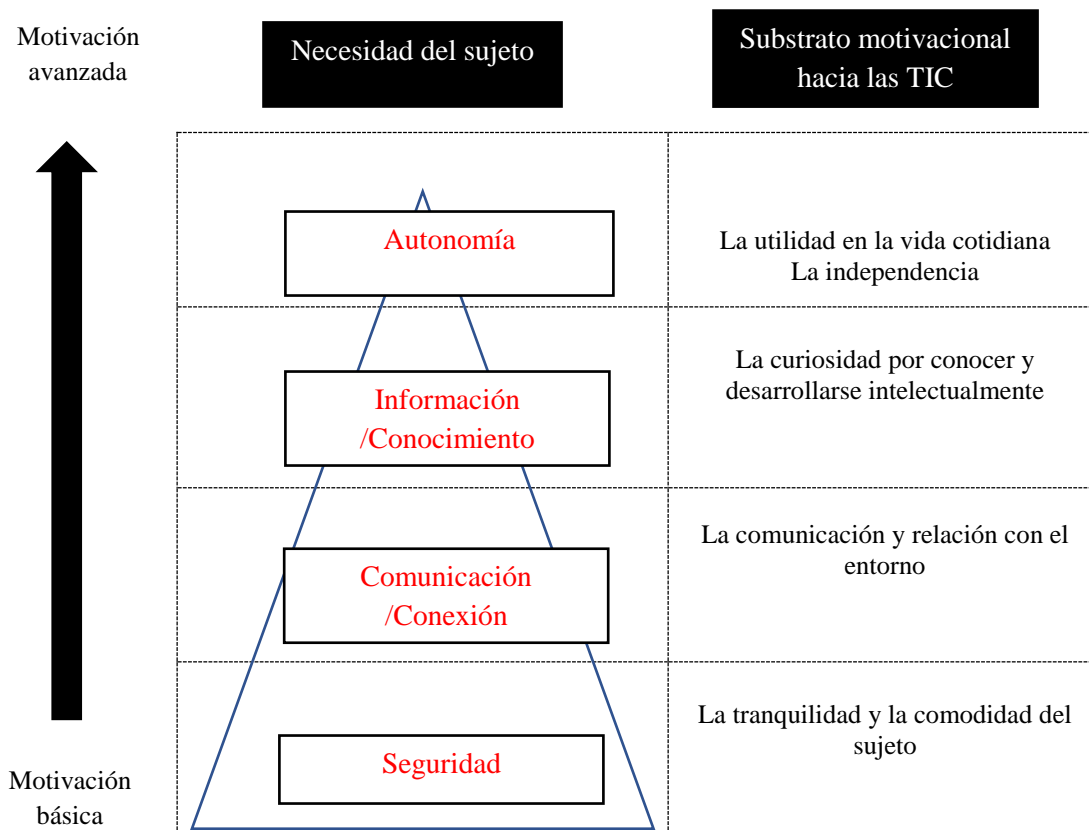 Motivación
avanzada
Necesidad del sujeto
Substrato motivacional
hacia las TIC
Autonomía
La utilidad en la vida cotidiana
La independencia
Información
/Conocimiento
La curiosidad por conocer y
desarrollarse intelectualmente
Comunicación
/Conexión
La comunicación y relación con el
entorno
Seguridad
La tranquilidad y la comodidad del
sujeto
Motivación
básica